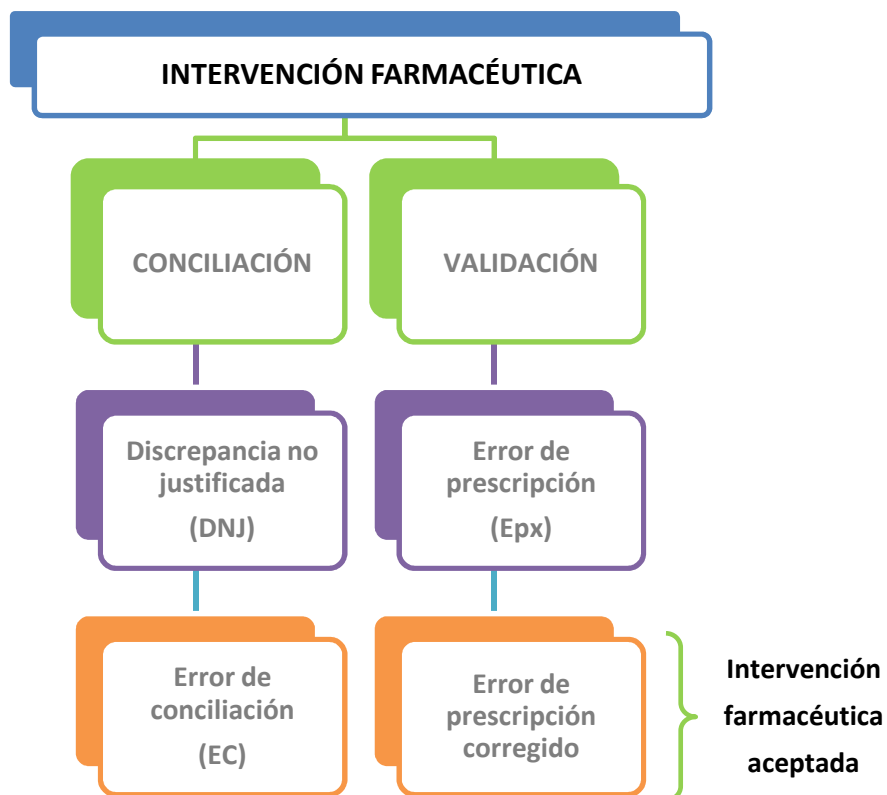 INTERVENCIÓN FARMACÉUTICA
CONCILIACIÓN
VALIDACIÓN
Discrepancia no
justificada
(DNJ)
Error de
prescripción
(Epx)
Error de
conciliación
(EC)
Error de
prescripción
corregido
Intervención
farmacéutica
aceptada